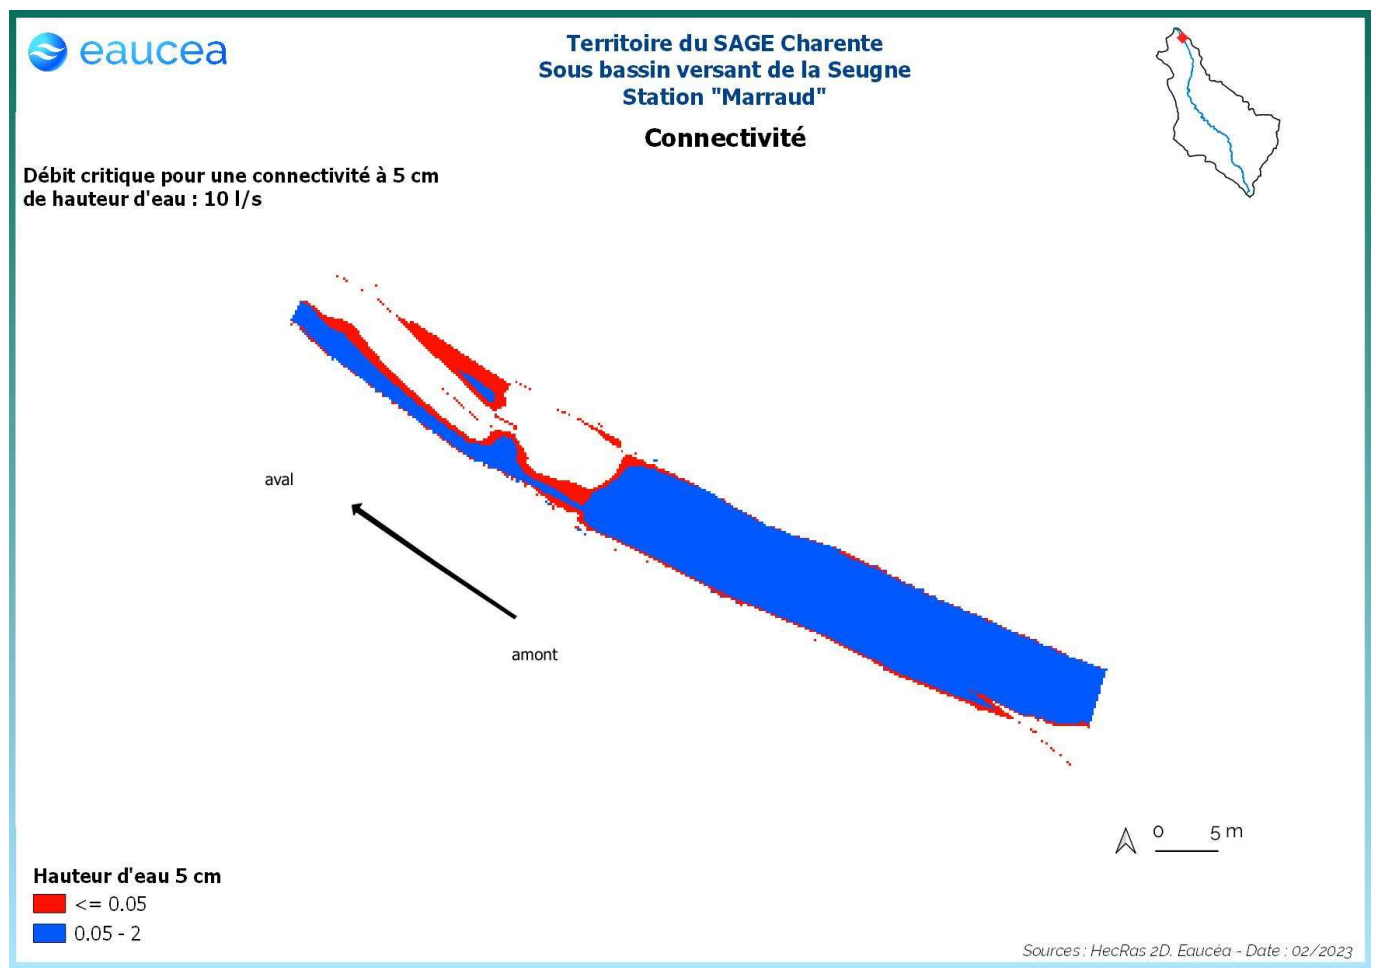 eaucea
Territoire du SAGE Charente
Sous bassin versant de la Seugne
Station "Marraud"
Connectivité
Débit critique pour une connectivité à 5 cm
de hauteur d'eau : 10 l/s
aval
amont
0 5 m
Hauteur d'eau 5 cm
<= 0.05
0.05 - 2
Sources : HecRas 2D. Eaucéa - Date : 02/2023